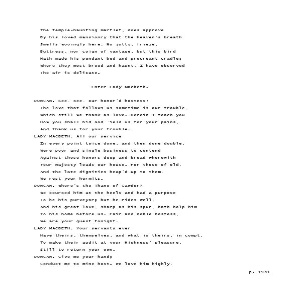 The temple-haunting martlet, does approve
By his loved mansionry that the heaven's breath
Smells wooingly here. No jutty, frieze,
Buttress, nor coign of vantage, but this bird
Hath made his pendent bed and procreant cradle:
Where they most breed and haunt, I have observed
The air is delicate.
Enter Lady Macbeth.
DUNCAN. See, see, our honor'd hostess!
The love that follows us sometime is our trouble,
Which still we thank as love. Herein I teach you
How you shall bid God 'ield us for your pains,
And thank us for your trouble.
LADY MACBETH. All our service
In every point twice done, and then done double,
Were poor and single business to contend
Against those honors deep and broad wherewith
Your Majesty loads our house. For those of old,
And the late dignities heap'd up to them,
We rest your hermits.
DUNCAN. Where's the Thane of Cawdor?
We coursed him at the heels and had a purpose
To be his purveyor; but he rides well,
And his great love, sharp as his spur, hath holp him
To his home before us. Fair and noble hostess,
We are your guest tonight.
LADY MACBETH. Your servants ever
Have theirs, themselves, and what is theirs, in compt,
To make their audit at your Highness' pleasure,
Still to return your own.
DUNCAN. Give me your hand;
Conduct me to mine host. We love him highly,